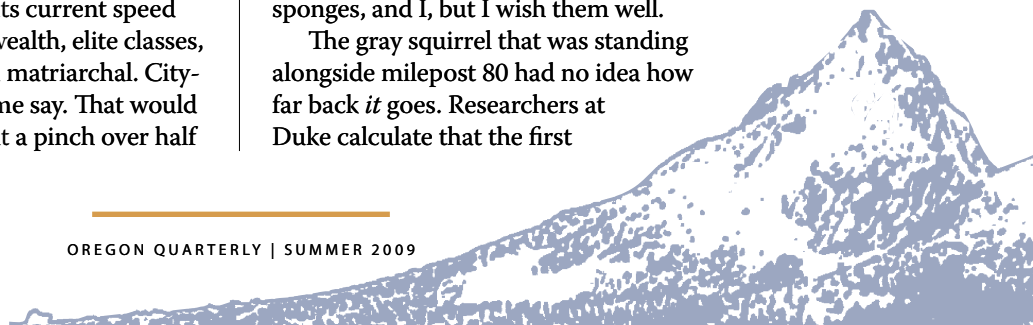 ts current speed
wealth, elite classes,
matriarchal. City-
me say. That would
t a pinch over half
sponges, and I, but I wish them well.
The gray squirrel that was standing
alongside milepost 80 had no idea how
far back it goes. Researchers at
Duke calculate that the first
OREGON QUARTERLY | SUMMER 2009